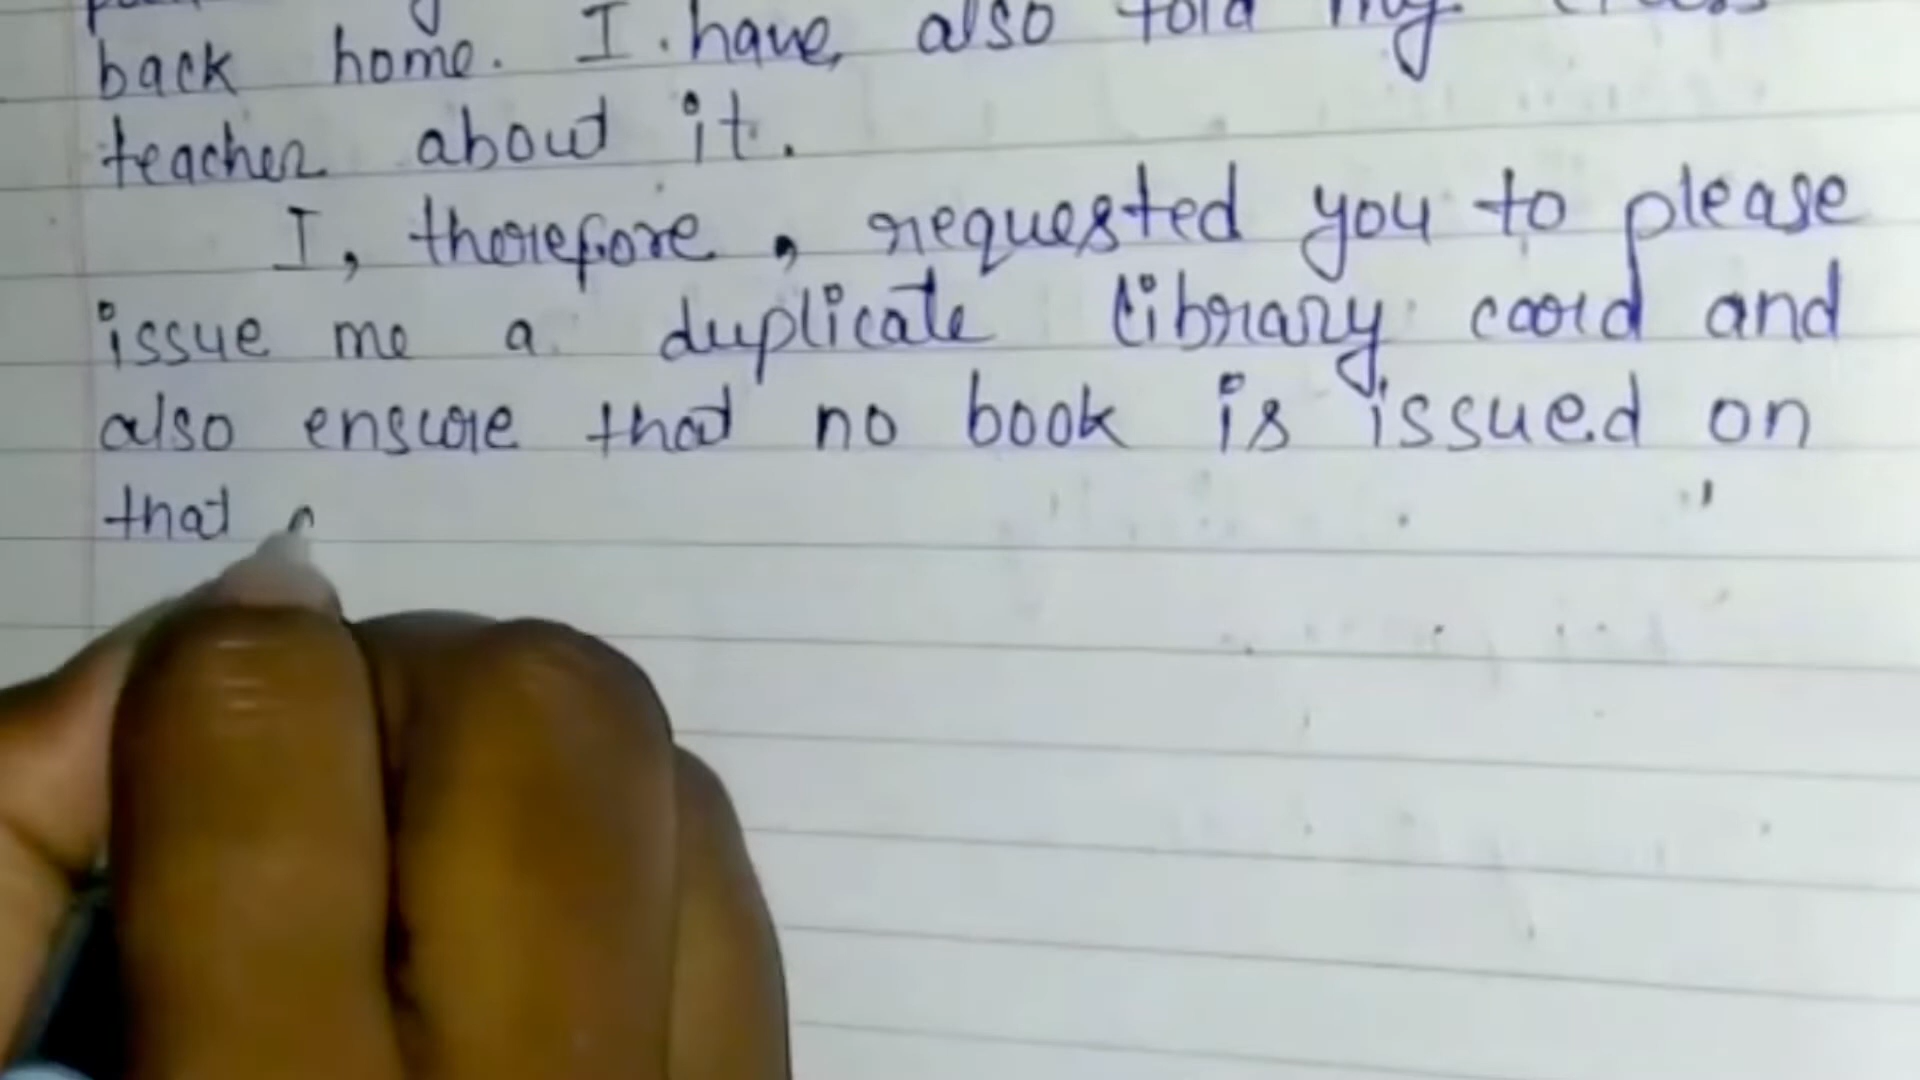 back home. I have also told my class
teacher about it.
I, therefore, requested you to please
issue me a duplicate library card and
also ensure that no book is issued on
that